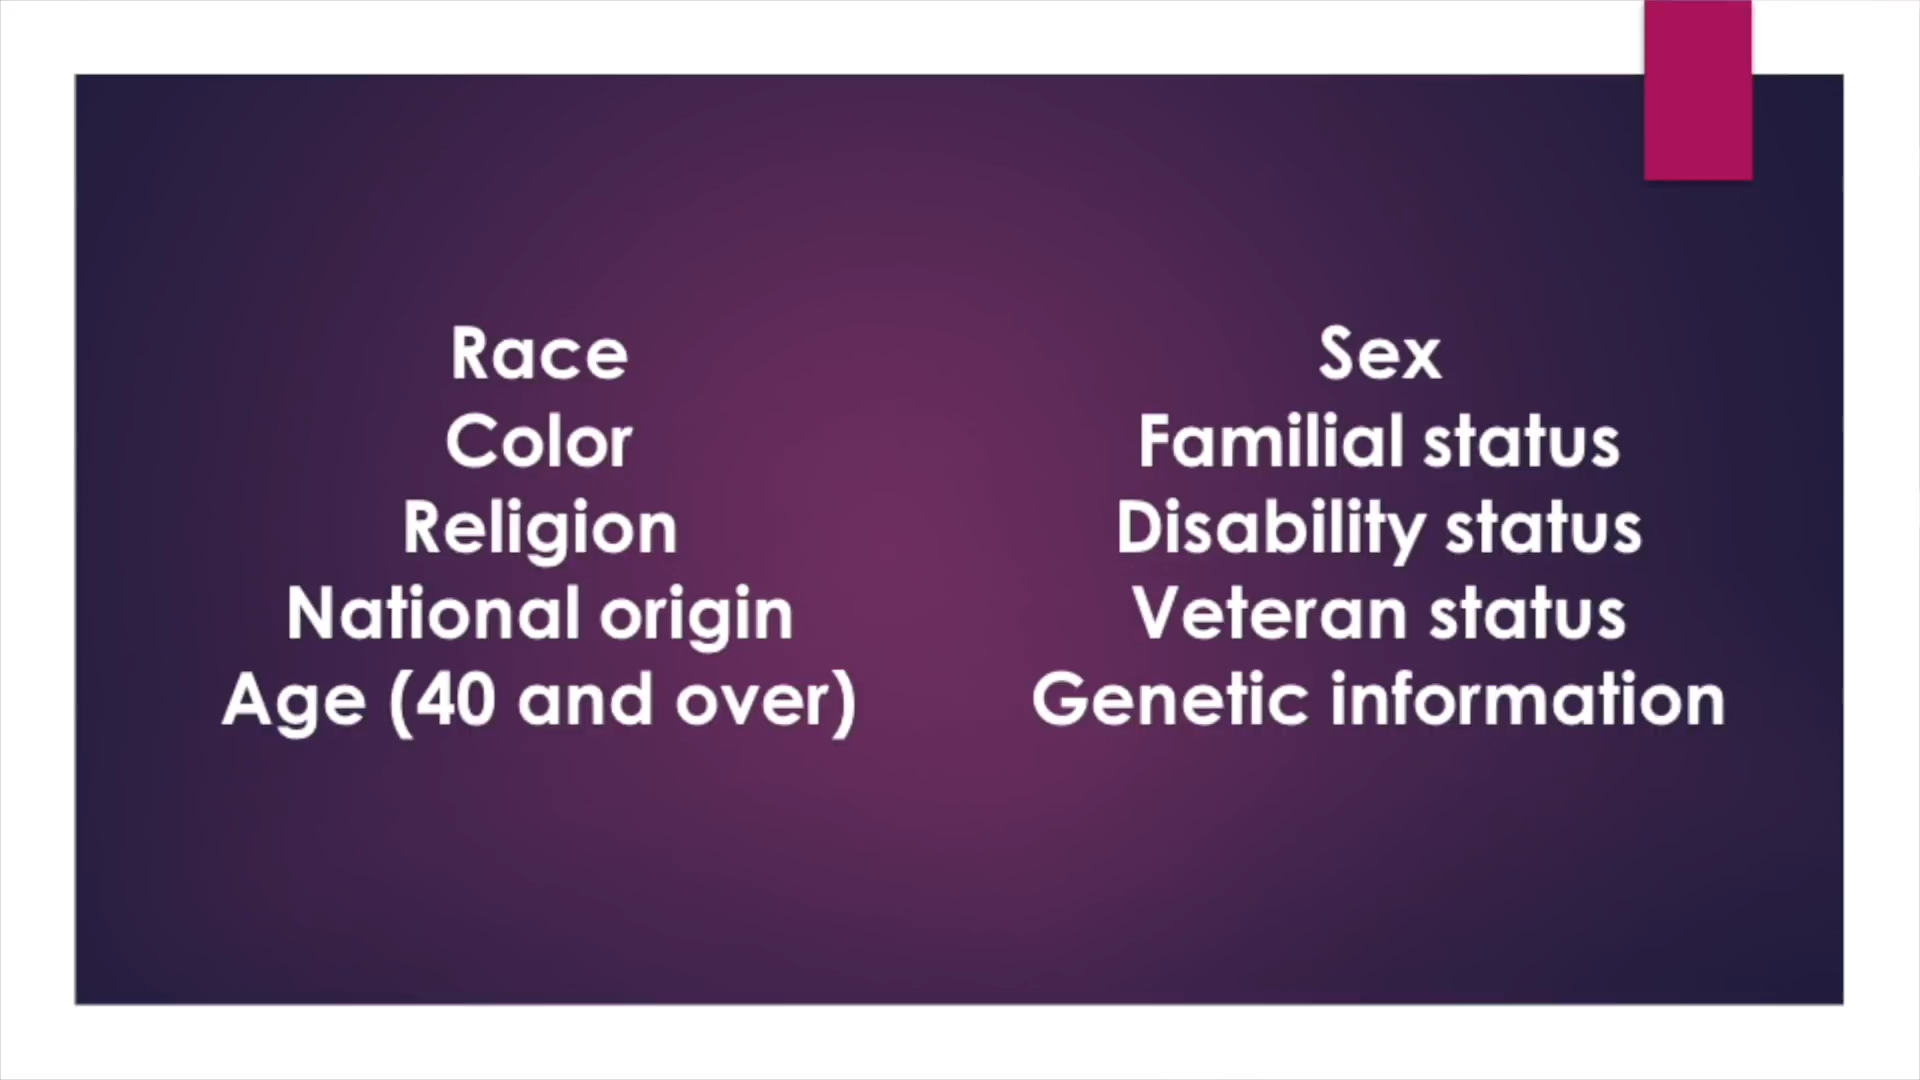 Race
Color
Religion
National origin
Age (40 and over)
Sex
Familial status
Disability status
Veteran status
Genetic information